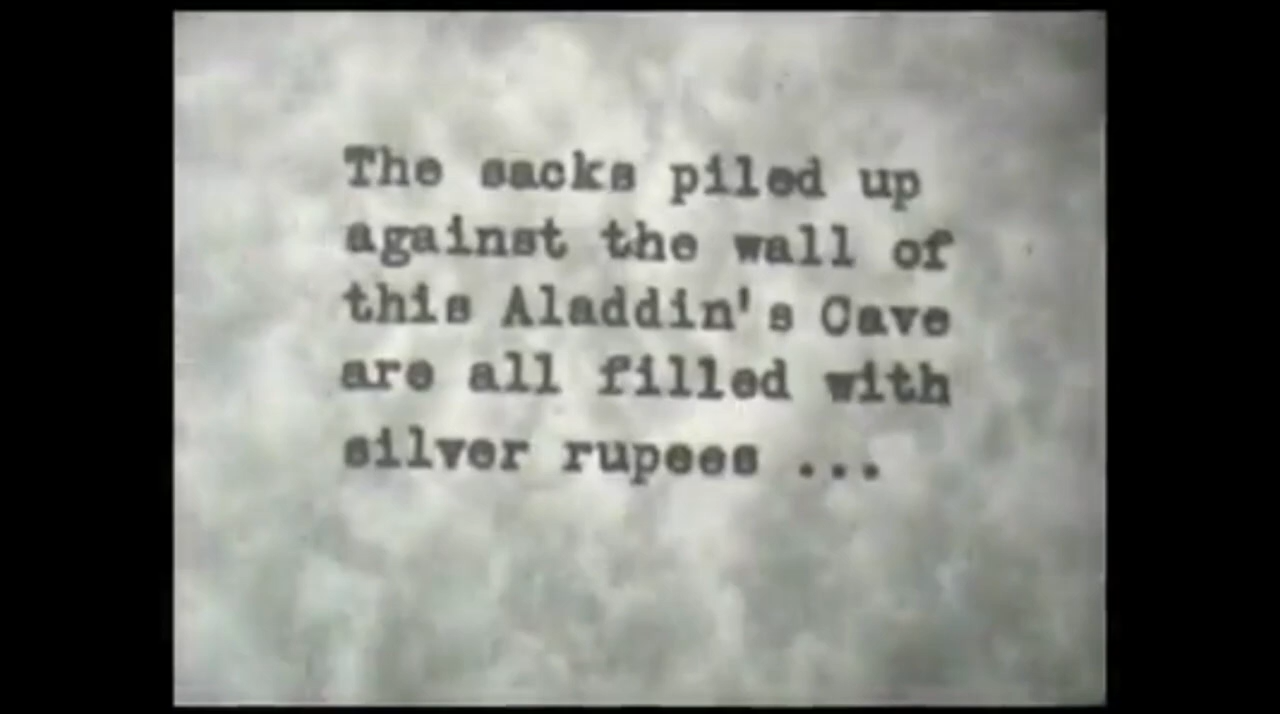 The sacks piled up
against the wall of
this Aladdin's Cave
are all filled with
silver rupees ...